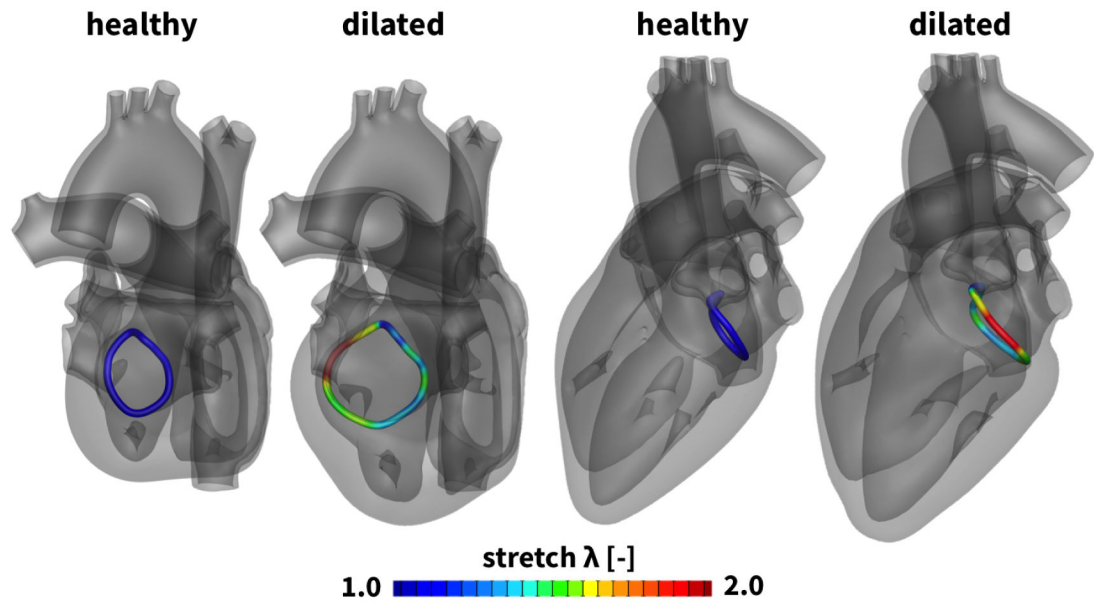 healthy dilated healthy dilated
stretch λ [-]
1.0 2.0